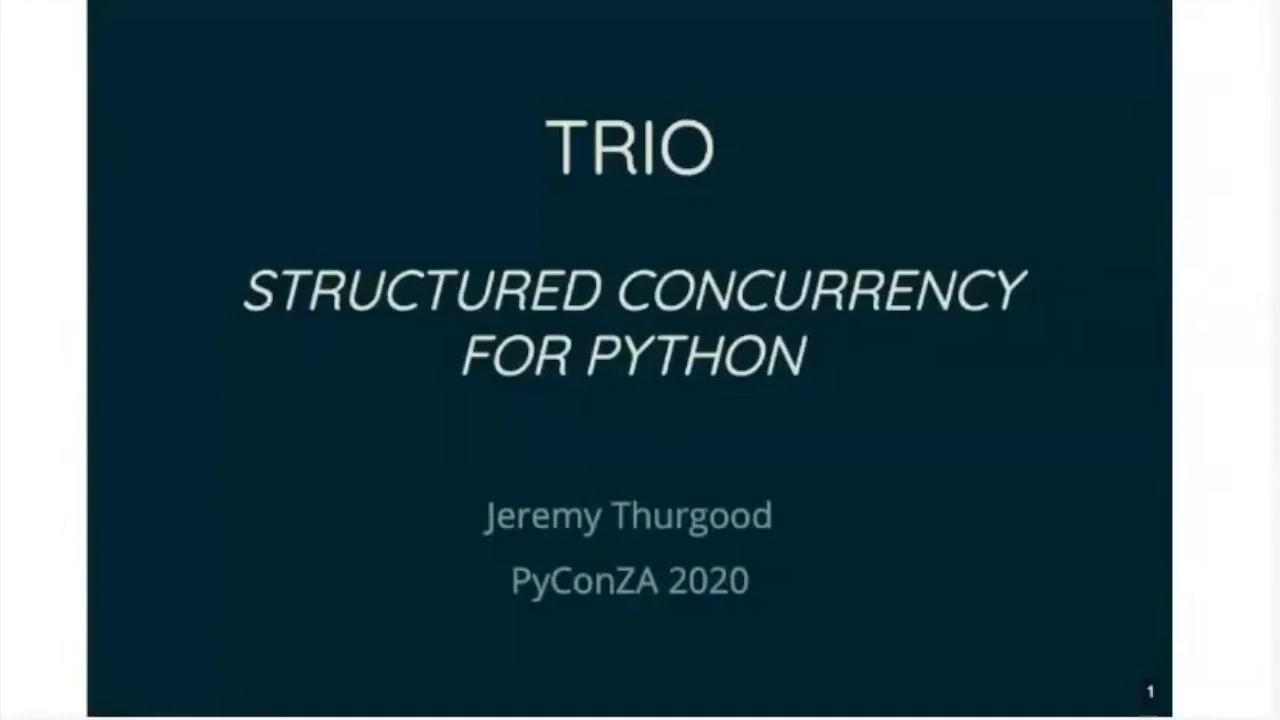 TRIO
STRUCTURED CONCURRENCY
FOR PYTHON
Jeremy Thurgood
PyConZA 2020
1